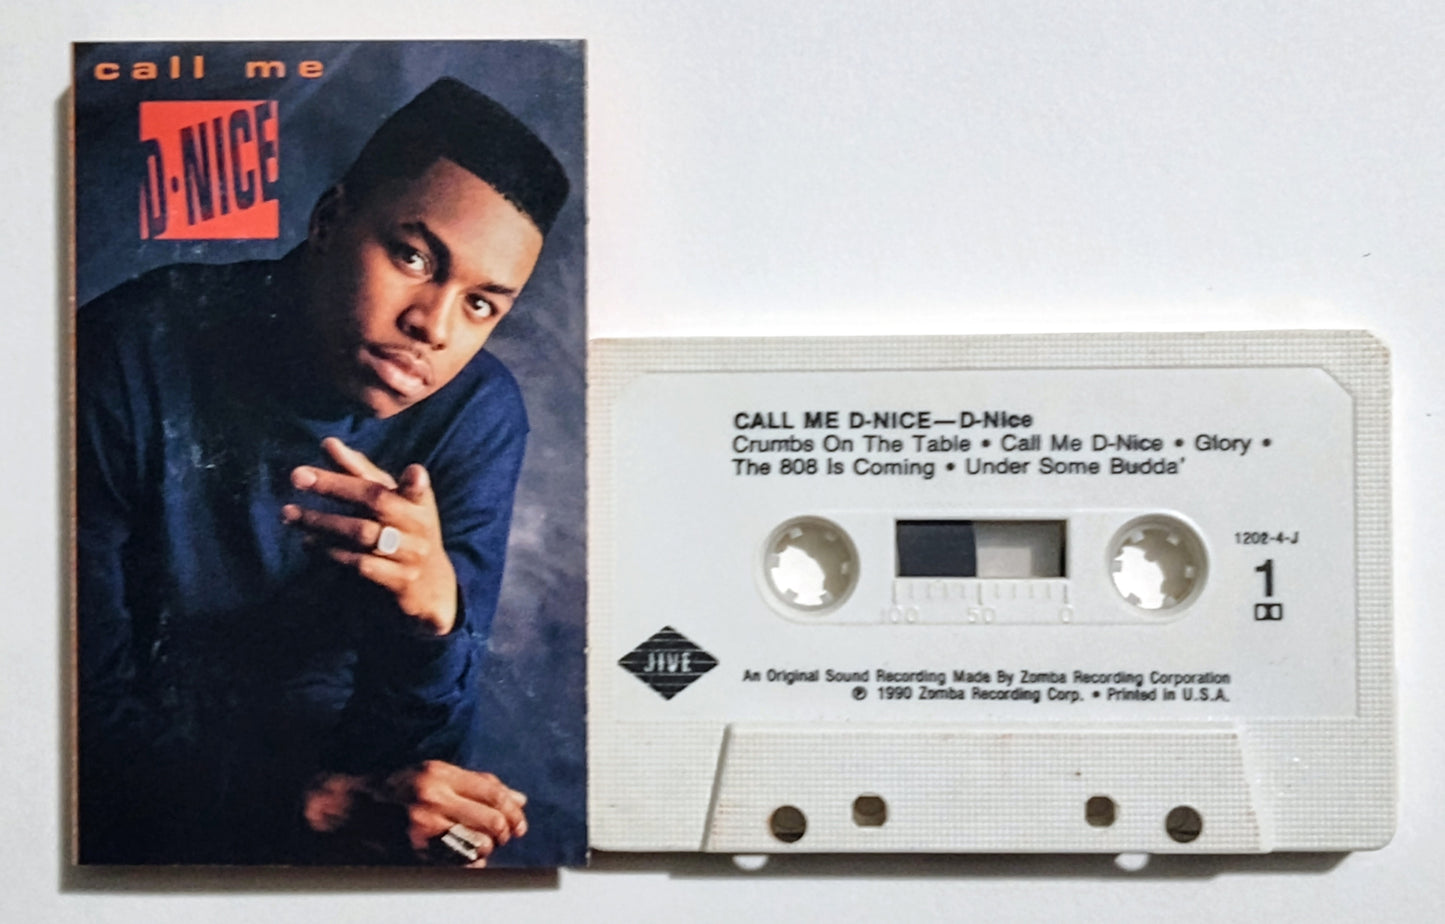 call me
D·NICE
CALL ME D-NICE—D-Nice
Crumbs On The Table • Call Me D-Nice • Glory •
The 808 Is Coming • Under Some Budda'
1202-4-J
1
100 50 0
JIVE
An Original Sound Recording Made By Zomba Recording Corporation
℗ 1990 Zomba Recording Corp. • Printed in U.S.A.